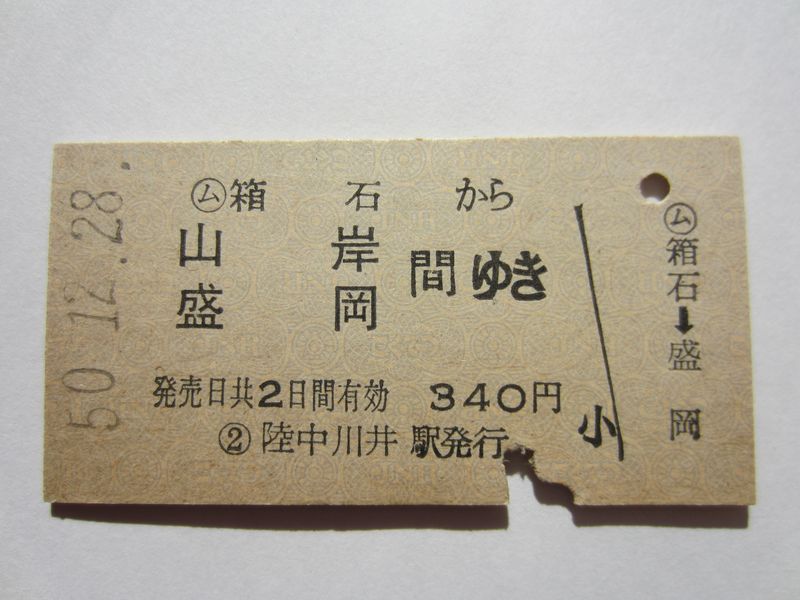 50.12.28.
㋰箱石から
山岸
盛岡
間ゆき
発売日共2日間有効 340円
②陸中川井駅発行
小
㋰箱石➡盛岡